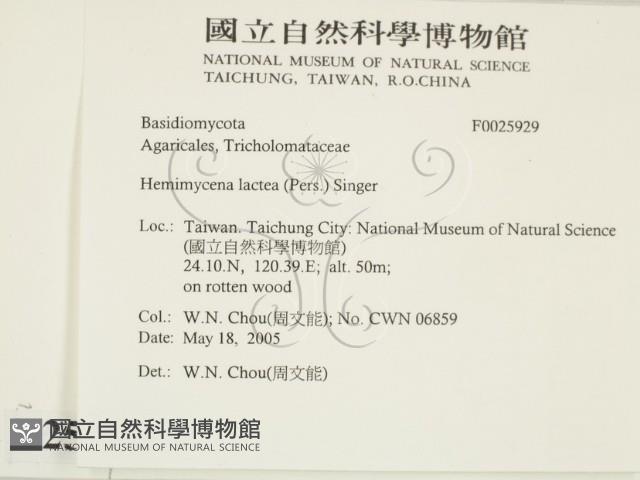 國立自然科學博物館
NATIONAL MUSEUM OF NATURAL SCIENCE
TAICHUNG, TAIWAN, R.O.CHINA
Basidiomycota F0025929
Agaricales, Tricholomataceae
Hemimycena lactea (Pers.) Singer
Loc.: Taiwan. Taichung City: National Museum of Natural Science
(國立自然科學博物館)
24.10.N, 120.39.E; alt. 50m;
on rotten wood
Col.: W.N. Chou(周文能); No. CWN 06859
Date: May 18, 2005
Det.: W.N. Chou(周文能)
國立自然科學博物館
NATIONAL MUSEUM OF NATURAL SCIENCE